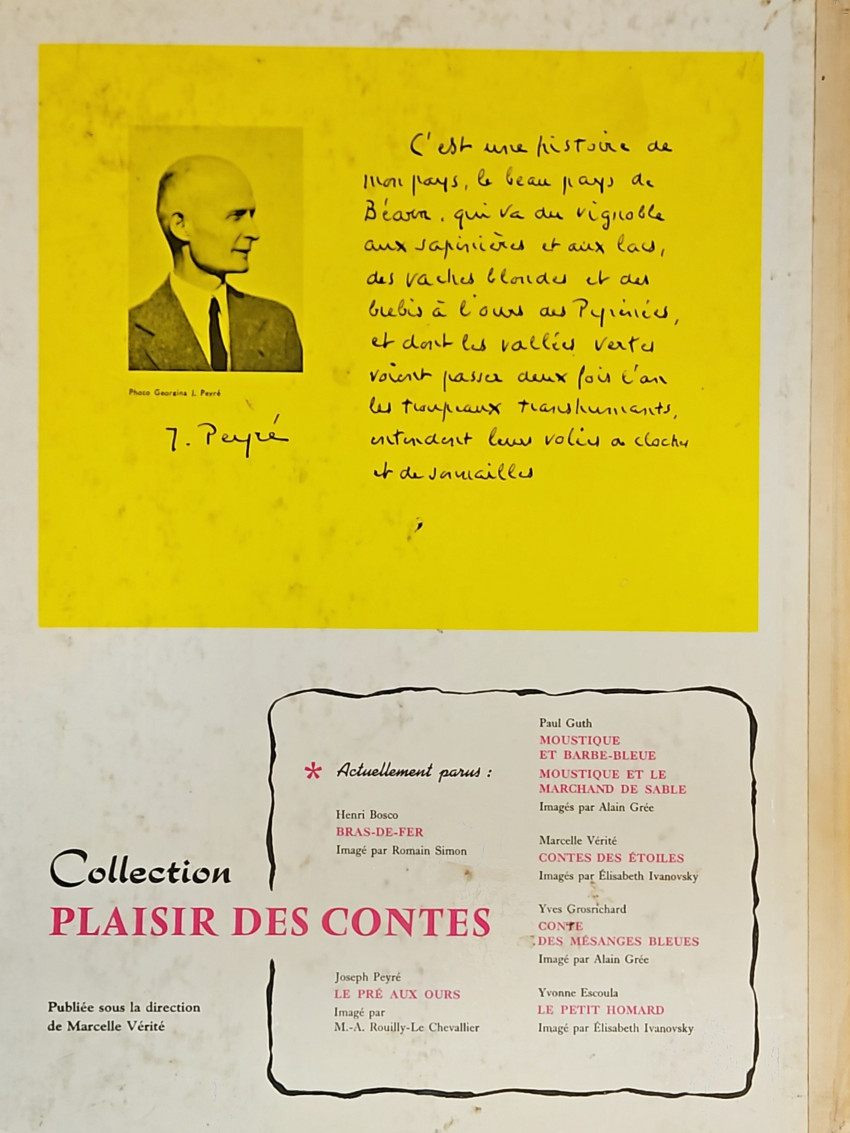 C'est une histoire de
mon pays, le beau pays de
Béarn, qui va du vignoble
aux sapinières et aux lacs,
des vaches blondes et des
brebis à l'ours des Pyrénées,
et dont les vallées vertes
voient passer deux fois l'an
les troupeaux transhumants,
entendent leurs volées de cloches
et de sonnailles
Photo Georgina J. Peyré
J. Peyré
Collection
PLAISIR DES CONTES
Publiée sous la direction
de Marcelle Vérité
* Actuellement parus :
Henri Bosco
BRAS-DE-FER
Imagé par Romain Simon
Joseph Peyré
LE PRÉ AUX OURS
Imagé par
M.-A. Rouilly-Le Chevallier
Paul Guth
MOUSTIQUE
ET BARBE-BLEUE
MOUSTIQUE ET LE
MARCHAND DE SABLE
Imagés par Alain Grée
Marcelle Vérité
CONTES DES ÉTOILES
Imagés par Élisabeth Ivanovsky
Yves Grosrichard
CONTE
DES MÉSANGES BLEUES
Imagé par Alain Grée
Yvonne Escoula
LE PETIT HOMARD
Imagé par Élisabeth Ivanovsky